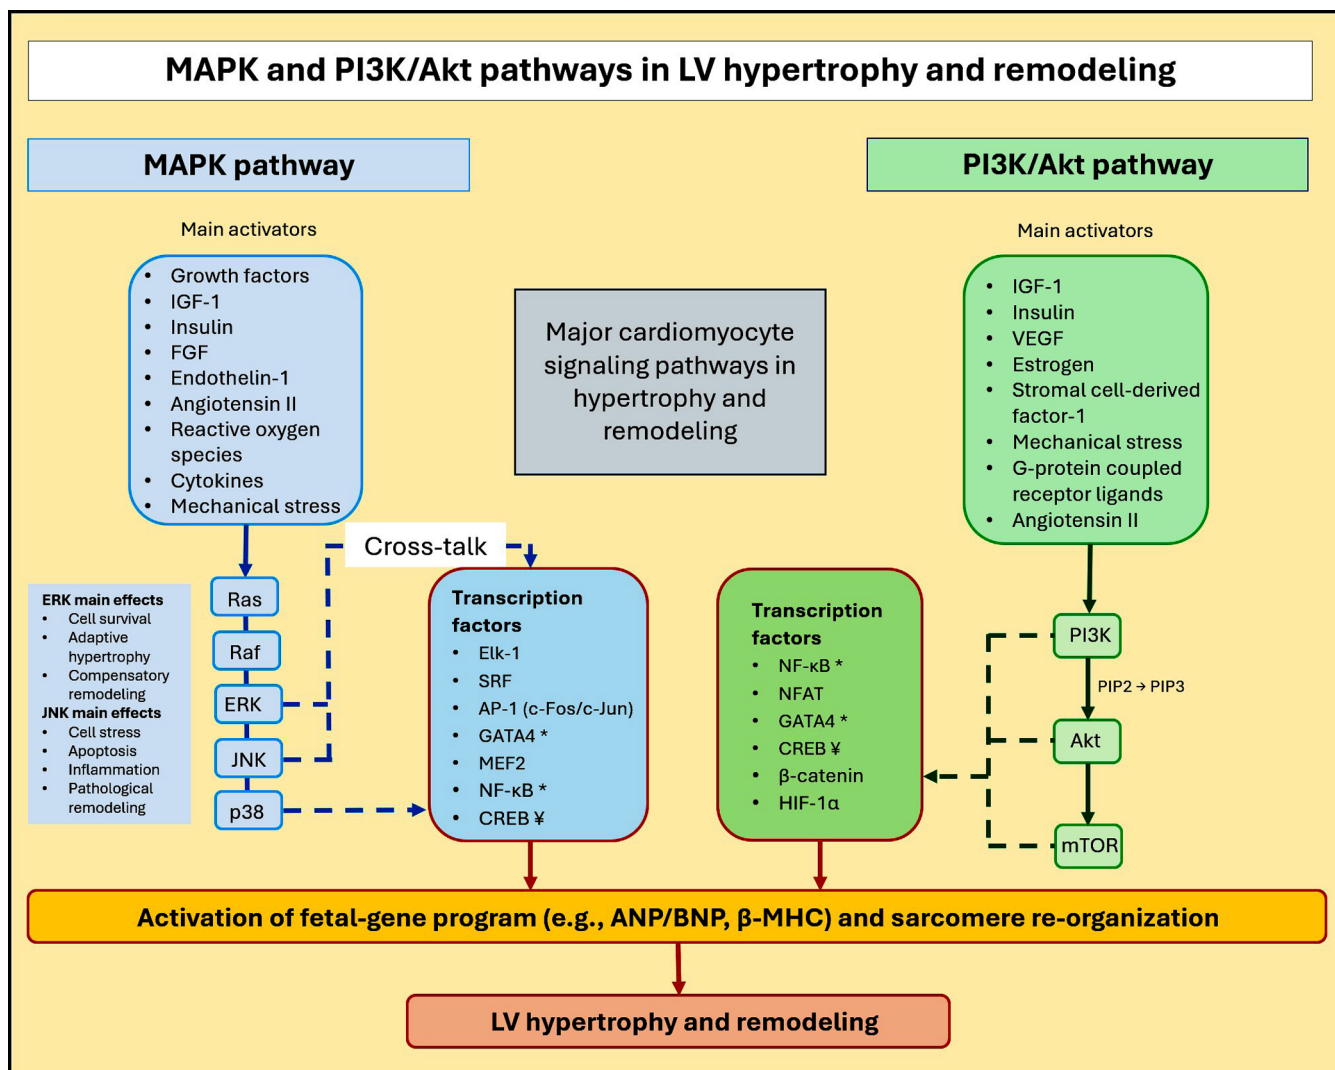 MAPK and PI3K/Akt pathways in LV hypertrophy and remodeling
MAPK pathway
Main activators
• Growth factors
• IGF-1
• Insulin
• FGF
• Endothelin-1
• Angiotensin II
• Reactive oxygen
species
• Cytokines
• Mechanical stress
Major cardiomyocyte
signaling pathways in
hypertrophy and
remodeling
PI3K/Akt pathway
Main activators
• IGF-1
• Insulin
• VEGF
• Estrogen
• Stromal cell-derived
factor-1
• Mechanical stress
• G-protein coupled
receptor ligands
• Angiotensin II
Cross-talk
ERK main effects
• Cell survival
• Adaptive
hypertrophy
• Compensatory
remodeling
JNK main effects
• Cell stress
• Apoptosis
• Inflammation
• Pathological
remodeling
Ras
Raf
ERK
JNK
p38
Transcription
factors
• Elk-1
• SRF
• AP-1 (c-Fos/c-Jun)
• GATA4 *
• MEF2
• NF-κB *
• CREB ¥
Transcription
factors
• NF-κB *
• NFAT
• GATA4 *
• CREB ¥
• β-catenin
• HIF-1α
PI3K
PIP2 → PIP3
Akt
mTOR
Activation of fetal-gene program (e.g., ANP/BNP, β-MHC) and sarcomere re-organization
LV hypertrophy and remodeling